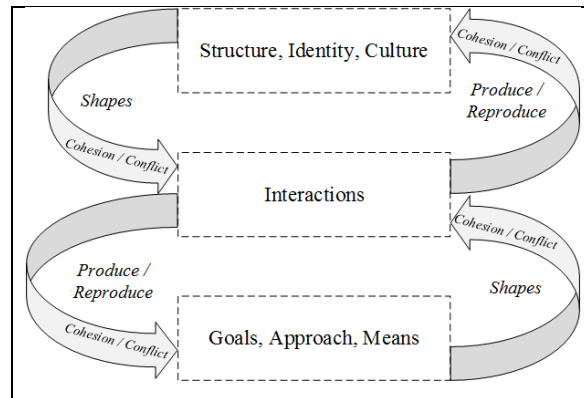 Structure, Identity, Culture
Cohesion / Conflict
Shapes
Produce /
Reproduce
Cohesion / Conflict
Interactions
Cohesion / Conflict
Produce /
Reproduce
Shapes
Cohesion / Conflict
Goals, Approach, Means